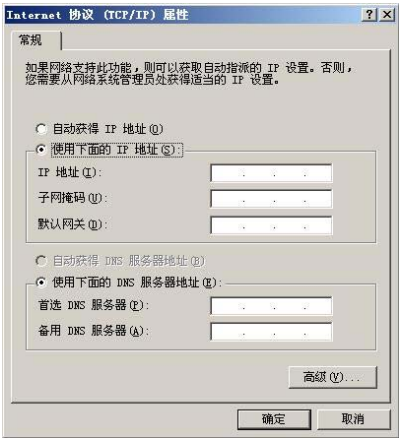 Internet 协议 (TCP/IP) 属性
常规
如果网络支持此功能，则可以获取自动指派的 IP 设置。否则，
您需要从网络系统管理员处获得适当的 IP 设置。
自动获得 IP 地址(O)
使用下面的 IP 地址(S):
IP 地址(I):
子网掩码(U):
默认网关(D):
自动获得 DNS 服务器地址(B)
使用下面的 DNS 服务器地址(E):
首选 DNS 服务器(P):
备用 DNS 服务器(A):
高级(V)...
确定
取消